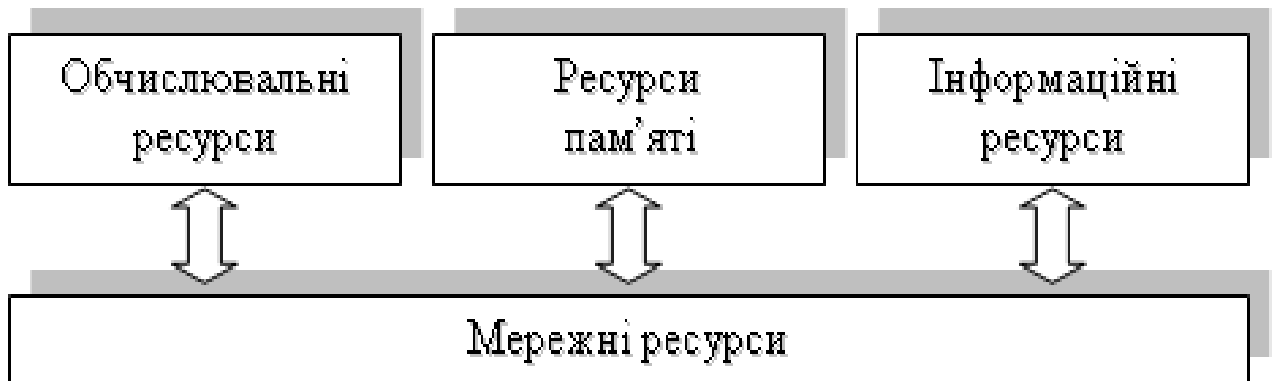 Обчислювальні
ресурси
Ресурси
пам’яті
Інформаційні
ресурси
Мережні ресурси